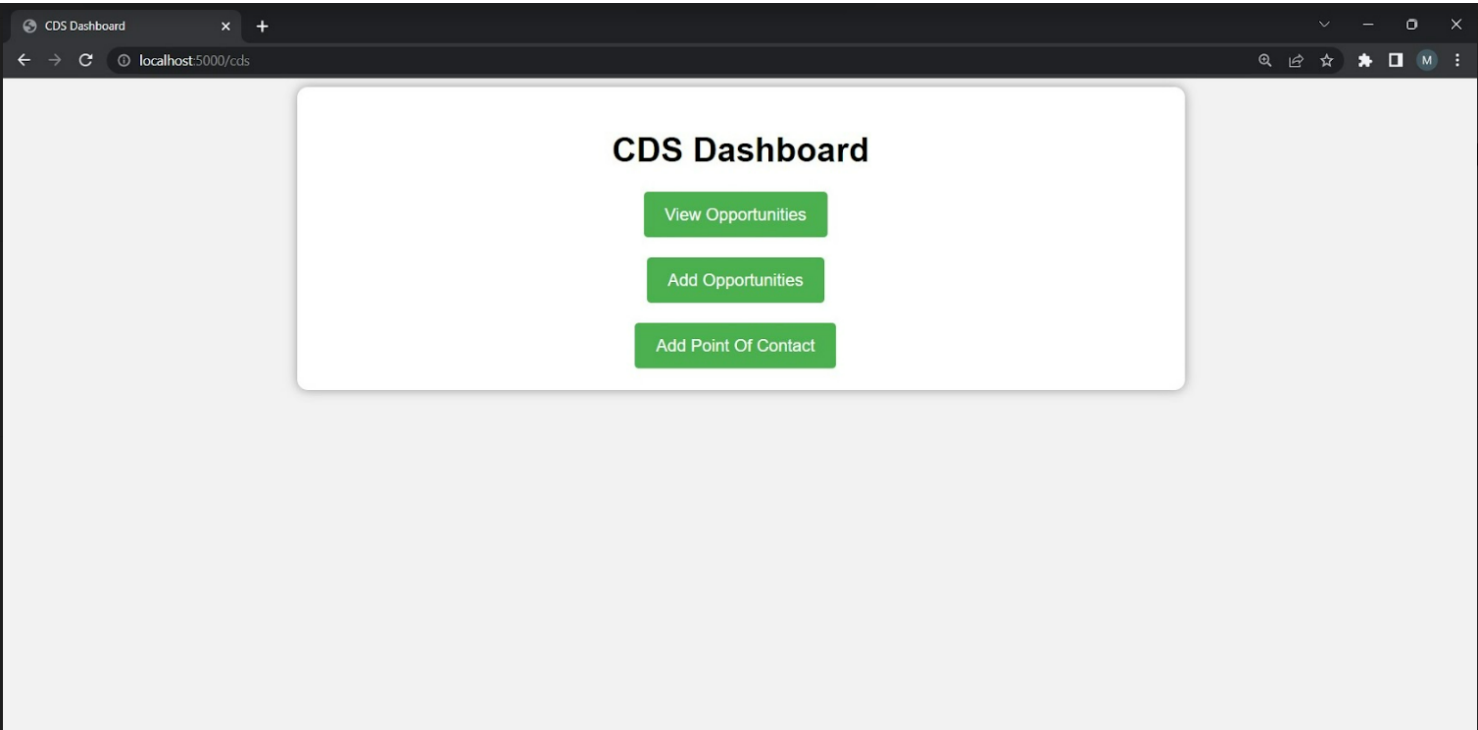 CDS Dashboard
localhost:5000/cds
M
CDS Dashboard
View Opportunities
Add Opportunities
Add Point Of Contact